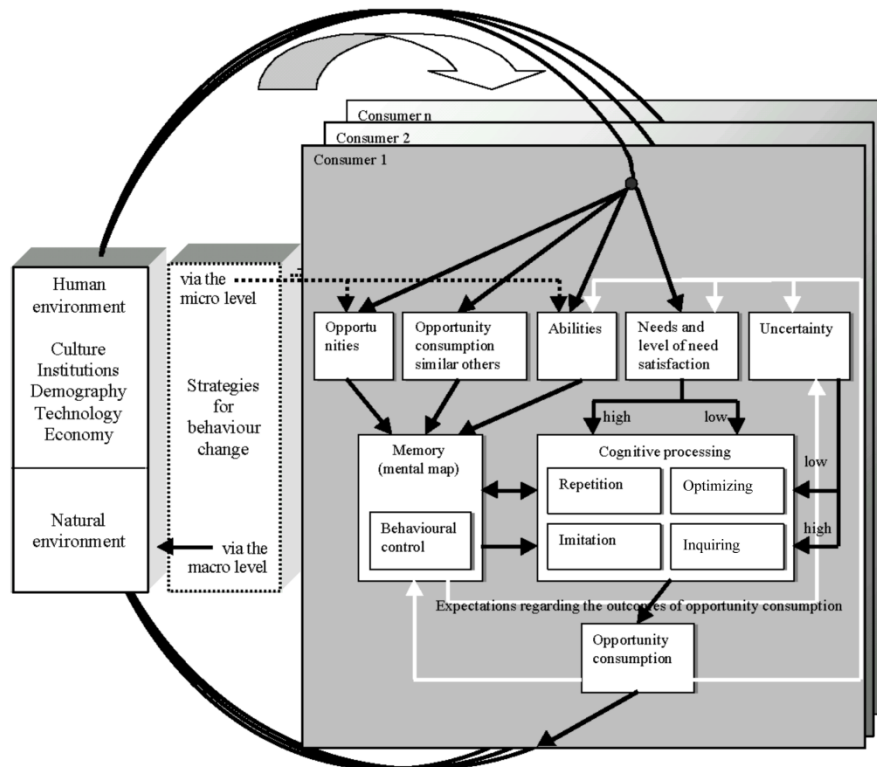 Consumer n
Consumer 2
Consumer 1
Human
environment
Culture
Institutions
Demography
Technology
Economy
Natural
environment
via the
micro level
Strategies
for
behaviour
change
via the
macro level
Opportu
nities
Opportunity
consumption
similar others
Abilities
Needs and
level of need
satisfaction
Uncertainty
high
low
Memory
(mental map)
Behavioural
control
Cognitive processing
Repetition
Optimizing
Imitation
Inquiring
low
high
Expectations regarding the outcomes of opportunity consumption
Opportunity
consumption